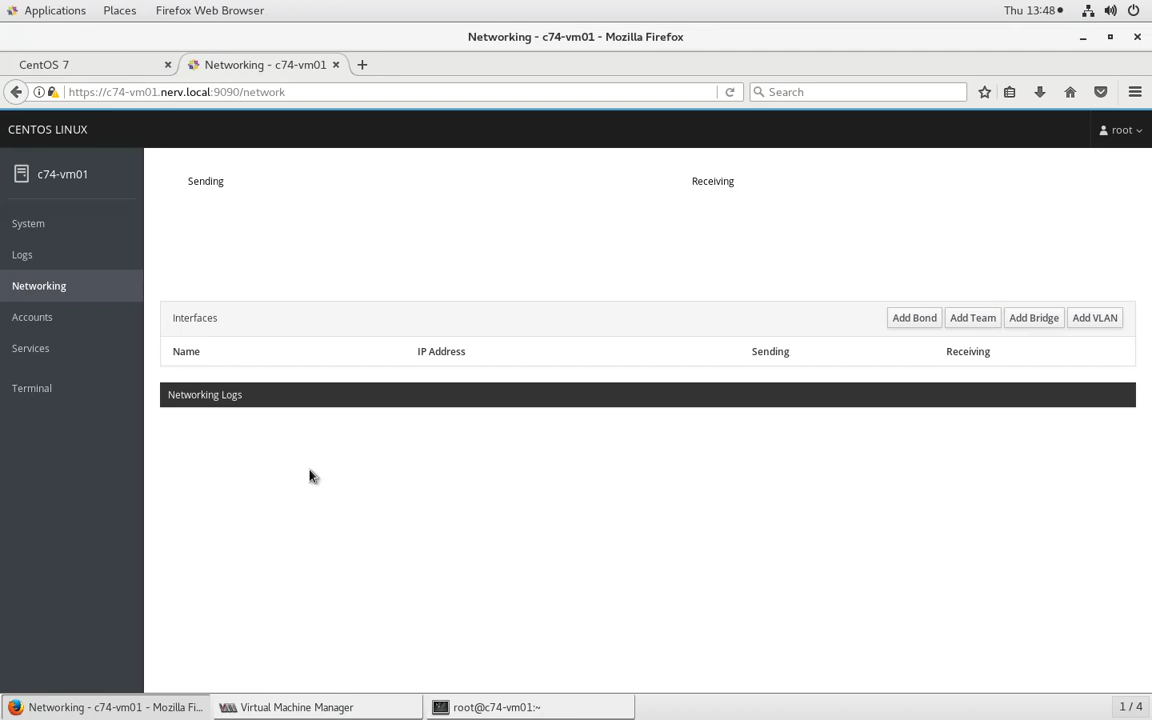 Applications Places Firefox Web Browser Thu 13:48
Networking - c74-vm01 - Mozilla Firefox
CentOS 7 Networking - c74-vm01
https://c74-vm01.nerv.local:9090/network Search
CENTOS LINUX root
c74-vm01
System
Logs
Networking
Accounts
Services
Terminal
Sending Receiving
Interfaces Add Bond Add Team Add Bridge Add VLAN
Name IP Address Sending Receiving
Networking Logs
Networking - c74-vm01 - Mozilla Fi... Virtual Machine Manager root@c74-vm01:~ 1 / 4